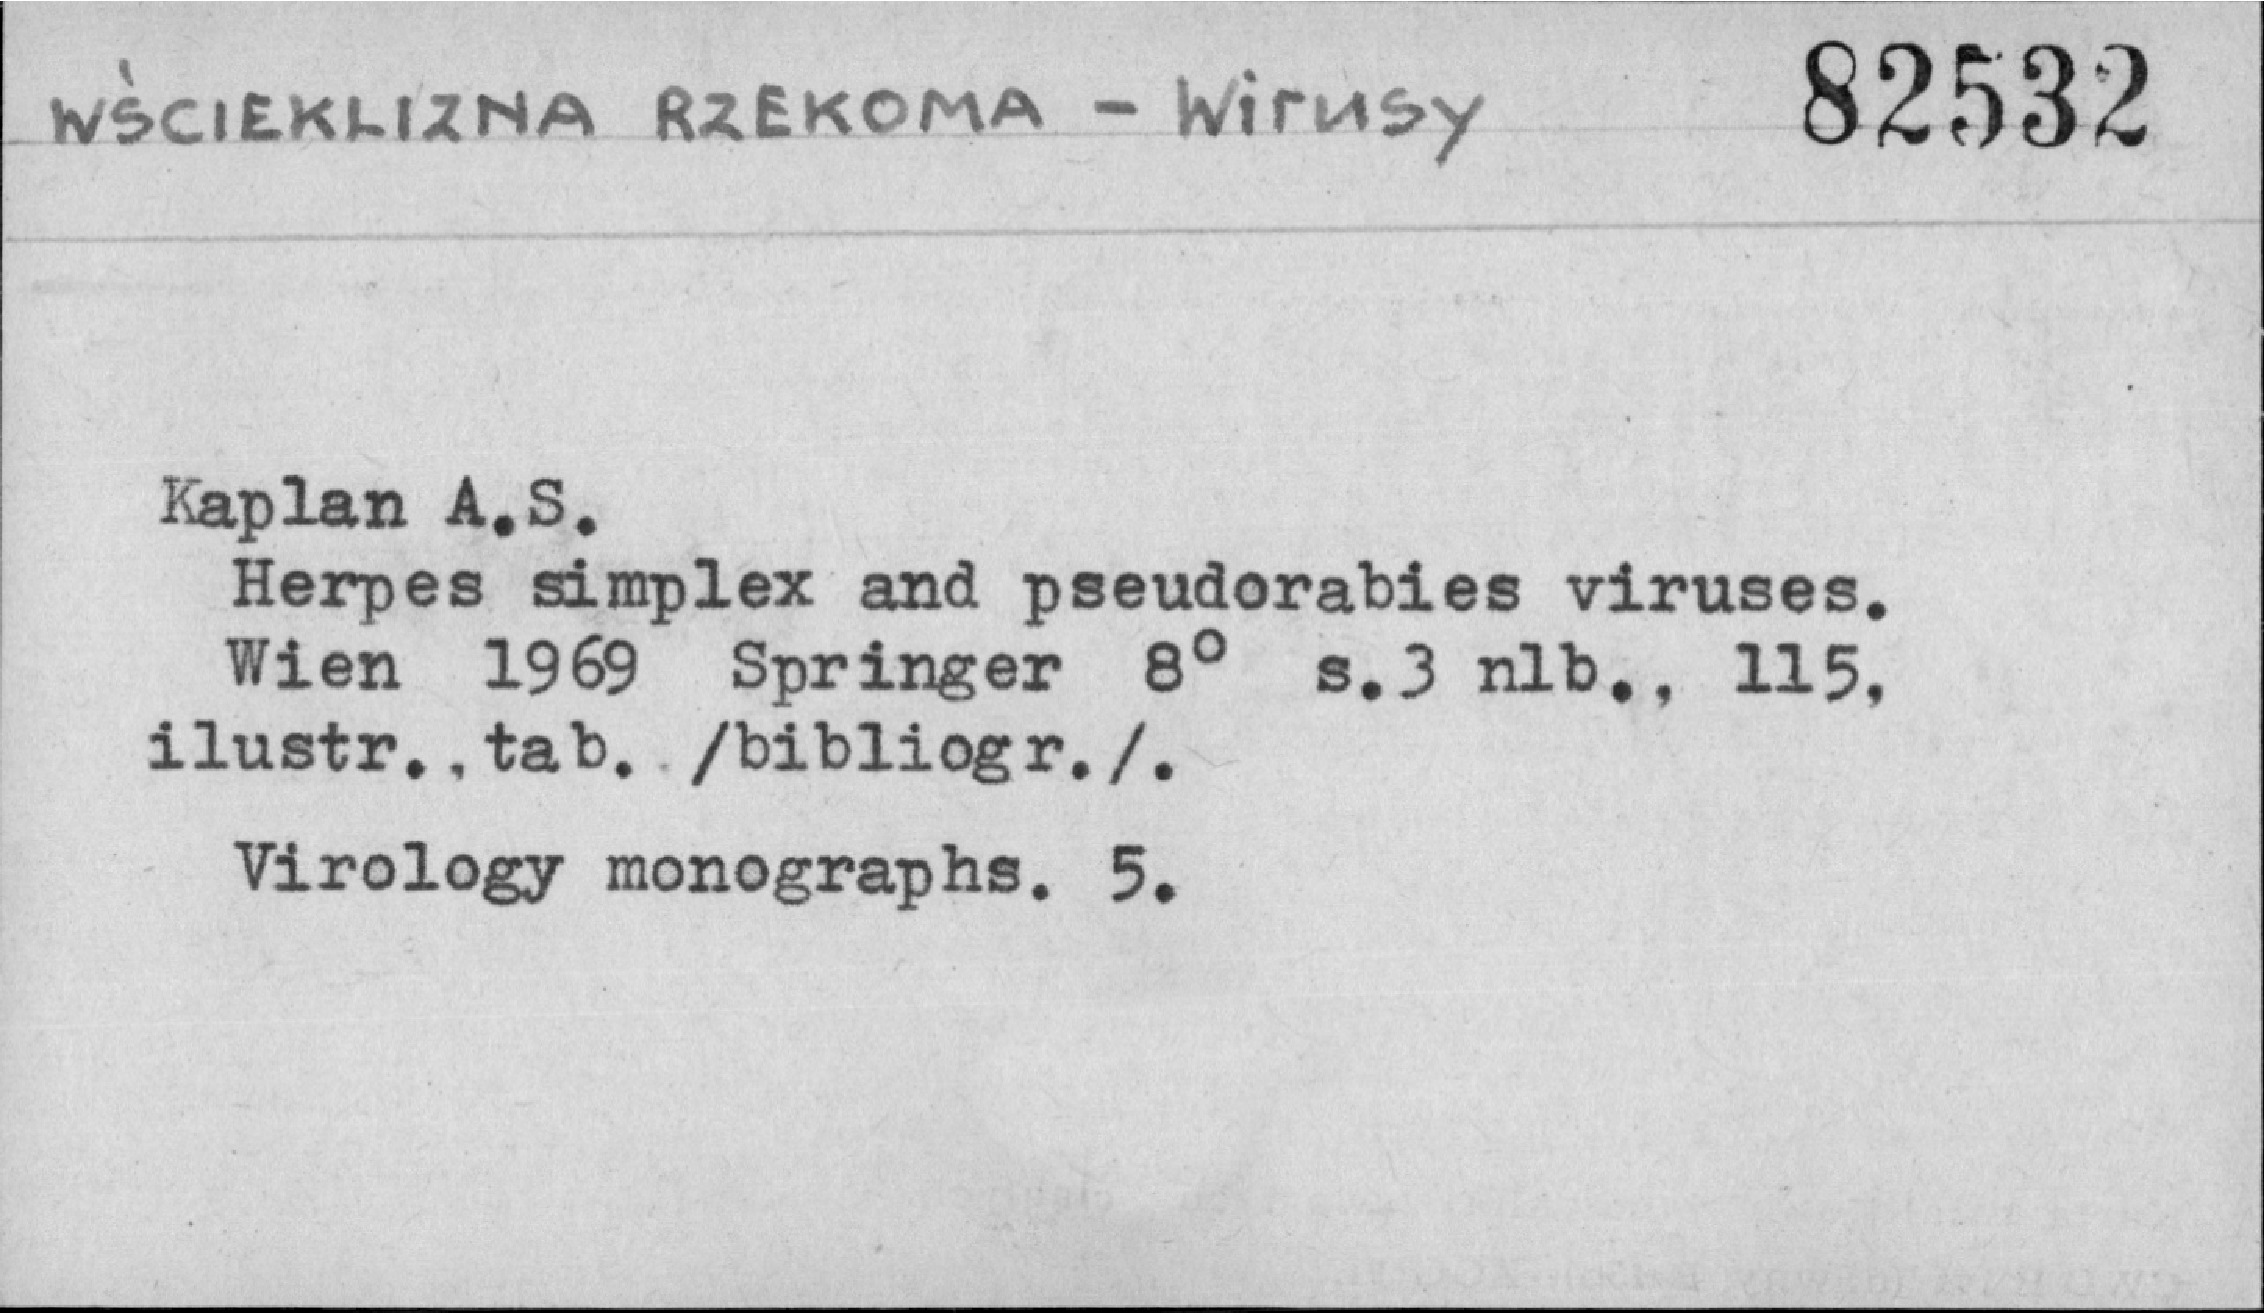 WŚCIEKLIZNA RZEKOMA - Wirusy 82532
Kaplan A.S.
Herpes simplex and pseudorabies viruses.
Wien 1969 Springer 8° s.3 nlb., 115,
ilustr.,tab. /bibliogr./.
Virology monographs. 5.